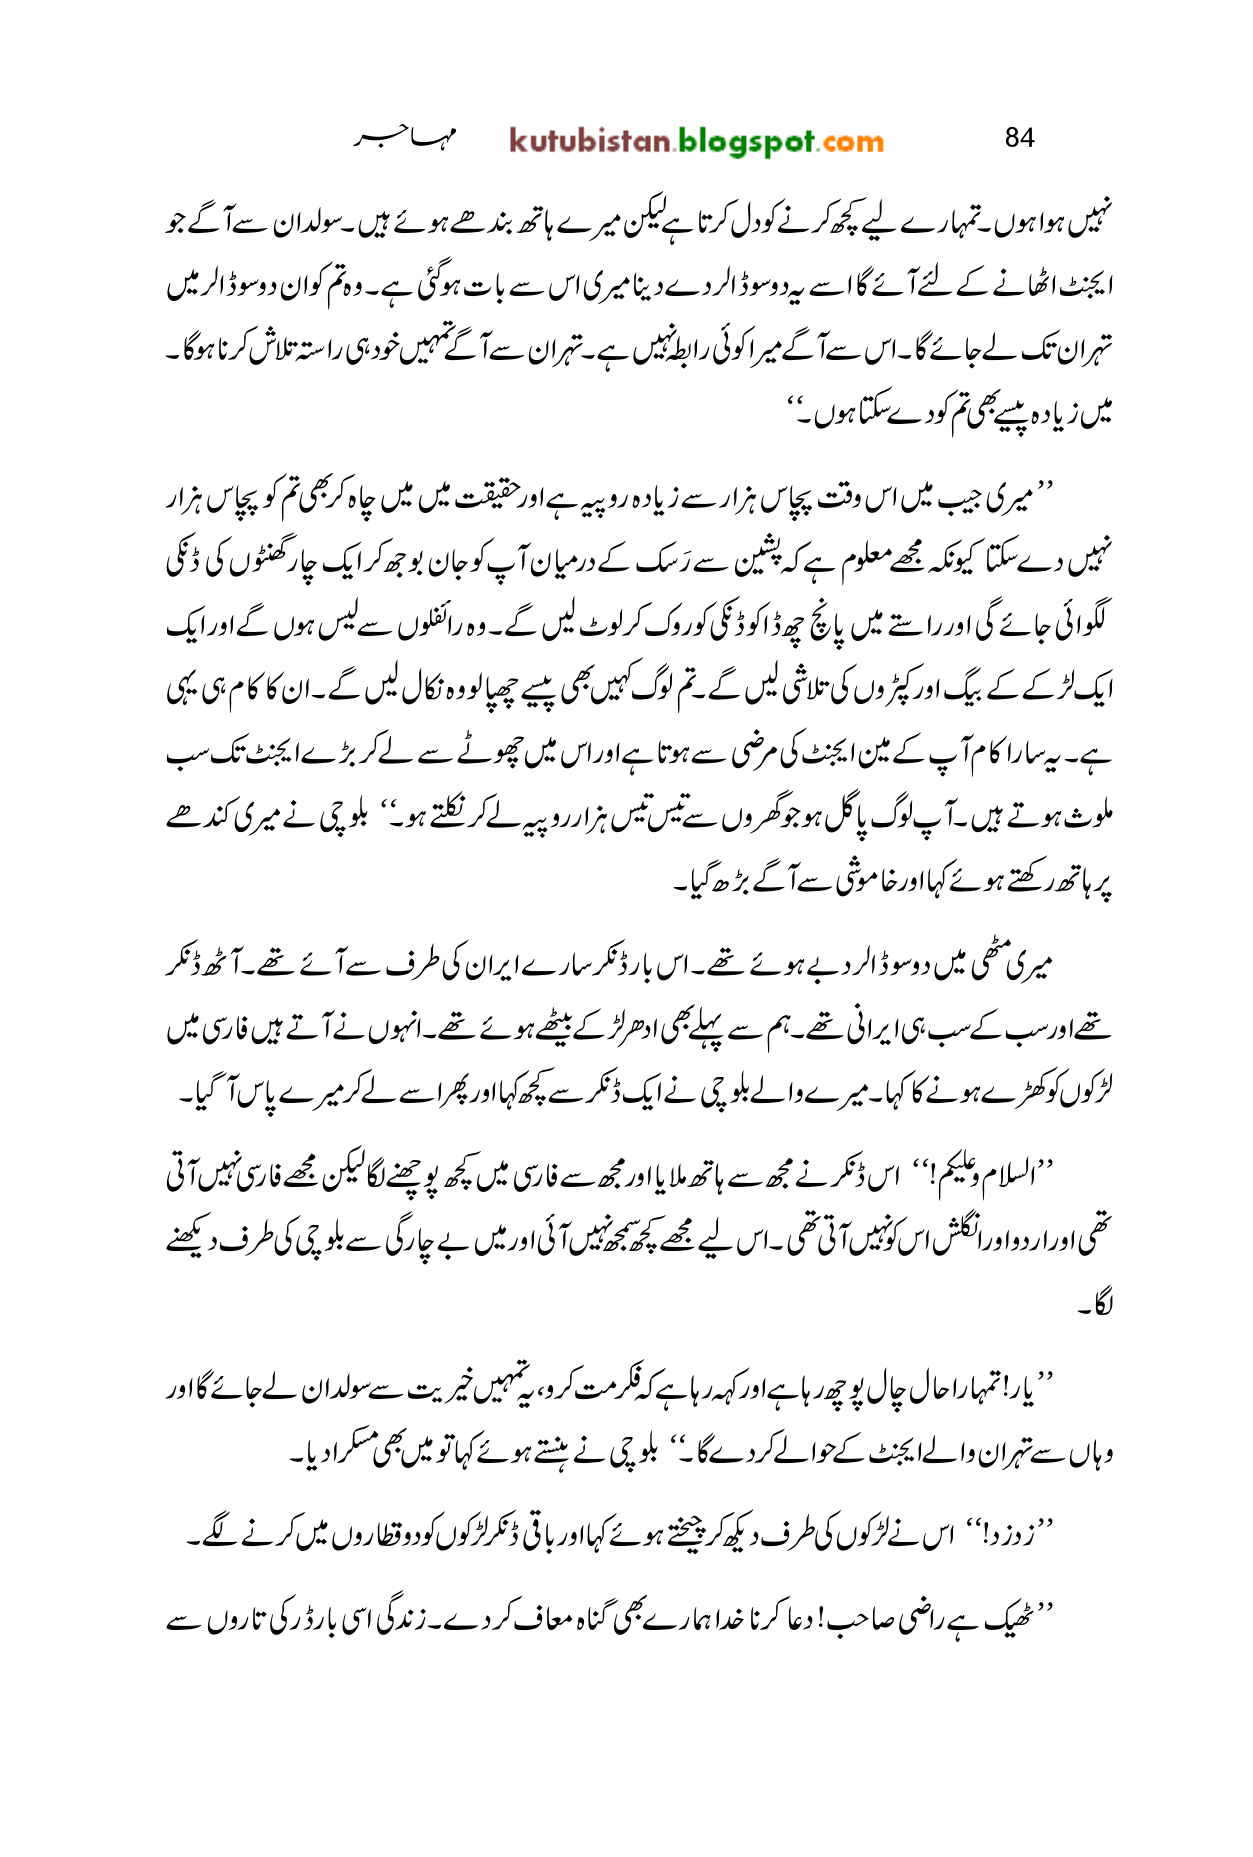 84 kutubistan.blogspot.com مہاجر
نہیں ہوا ہوں۔ تمہارے لیے کچھ کرنے کو دل کرتا ہے لیکن میرے ہاتھ بندھے ہوئے ہیں۔ سولدان سے آگے جو
ایجنٹ اٹھانے کے لئے آئے گا اسے یہ دو سو ڈالر دے دینا میری اس سے بات ہو گئی ہے۔ وہ تم کو ان دو سو ڈالر میں
تہران تک لے جائے گا۔ اس سے آگے میرا کوئی رابطہ نہیں ہے۔ تہران سے آگے تمہیں خود ہی راستہ تلاش کرنا ہوگا۔
میں زیادہ پیسے بھی تم کو دے سکتا ہوں۔‘‘
’’میری جیب میں اس وقت پچاس ہزار سے زیادہ روپیہ ہے اور حقیقت میں میں چاہ کر بھی تم کو پچاس ہزار
نہیں دے سکتا کیونکہ مجھے معلوم ہے کہ پشین سے رَسک کے درمیان آپ کو جان بوجھ کر ایک چار گھنٹوں کی ڈنکی
لگوائی جائے گی اور راستے میں پانچ چھ ڈاکو ڈنکی کو روک کر لوٹ لیں گے۔ وہ رائفلوں سے لیس ہوں گے اور ایک
ایک لڑکے کے بیگ اور کپڑوں کی تلاشی لیں گے۔ تم لوگ کہیں بھی پیسے چھپا لو وہ نکال لیں گے۔ ان کا کام ہی یہی
ہے۔ یہ سارا کام آپ کے مین ایجنٹ کی مرضی سے ہوتا ہے اور اس میں چھوٹے سے لے کر بڑے ایجنٹ تک سب
ملوث ہوتے ہیں۔ آپ لوگ پاگل ہو جو گھروں سے تیس تیس ہزار روپیہ لے کر نکلتے ہو۔‘‘ بلوچی نے میری کندھے
پر ہاتھ رکھتے ہوئے کہا اور خاموشی سے آگے بڑھ گیا۔
میری مٹھی میں دو سو ڈالر دبے ہوئے تھے۔ اس بار ڈنکر سارے ایران کی طرف سے آئے تھے۔ آٹھ ڈنکر
تھے اور سب کے سب ہی ایرانی تھے۔ ہم سے پہلے بھی ادھر لڑکے بیٹھے ہوئے تھے۔ انہوں نے آتے ہیں فارسی میں
لڑکوں کو کھڑے ہونے کا کہا۔ میرے والے بلوچی نے ایک ڈنکر سے کچھ کہا اور پھر اسے لے کر میرے پاس آ گیا۔
’’السلام وعلیکم!‘‘ اس ڈنکر نے مجھ سے ہاتھ ملایا اور مجھ سے فارسی میں کچھ پوچھنے لگا لیکن مجھے فارسی نہیں آتی
تھی اور اردو اور انگلش اس کو نہیں آتی تھی۔ اس لیے مجھے کچھ سمجھ نہیں آئی اور میں بے چارگی سے بلوچی کی طرف دیکھنے
لگا۔
’’یار! تمہارا حال چال پوچھ رہا ہے اور کہہ رہا ہے کہ فکر مت کرو، یہ تمہیں خیریت سے سولدان لے جائے گا اور
وہاں سے تہران والے ایجنٹ کے حوالے کر دے گا۔‘‘ بلوچی نے ہنستے ہوئے کہا تو میں بھی مسکرا دیا۔
’’زد زد!‘‘ اس نے لڑکوں کی طرف دیکھ کر چیختے ہوئے کہا اور باقی ڈنکر لڑکوں کو دو قطاروں میں کرنے لگے۔
’’ٹھیک ہے راضی صاحب! دعا کرنا خدا ہمارے بھی گناہ معاف کر دے۔ زندگی اسی بارڈر کی تاروں سے